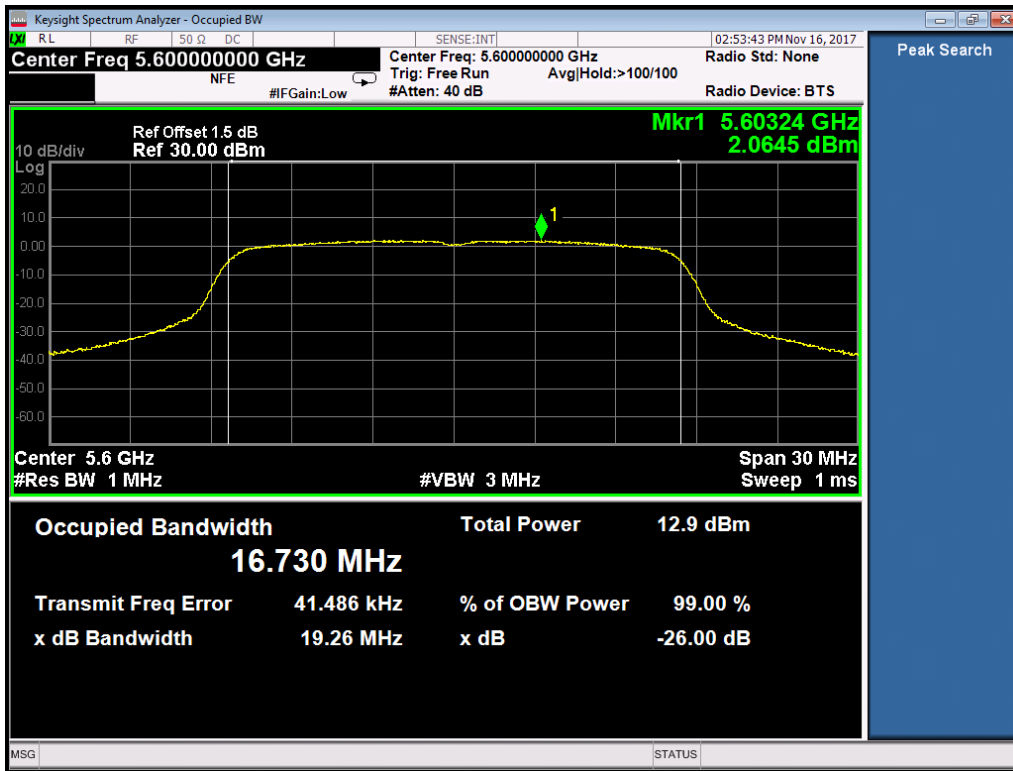 Keysight Spectrum Analyzer - Occupied BW
LXI RL RF 50 Ω DC SENSE:INT 02:53:43 PM Nov 16, 2017
Center Freq 5.600000000 GHz
NFE
#IFGain:Low
Center Freq: 5.600000000 GHz
Trig: Free Run Avg|Hold:>100/100
#Atten: 40 dB
Radio Std: None
Radio Device: BTS
Peak Search
Ref Offset 1.5 dB
10 dB/div Ref 30.00 dBm
Log
Mkr1 5.60324 GHz
2.0645 dBm
20.0
10.0
0.00
-10.0
-20.0
-30.0
-40.0
-50.0
-60.0
1
Center 5.6 GHz Span 30 MHz
#Res BW 1 MHz #VBW 3 MHz Sweep 1 ms
Occupied Bandwidth Total Power 12.9 dBm
16.730 MHz
Transmit Freq Error 41.486 kHz % of OBW Power 99.00 %
x dB Bandwidth 19.26 MHz x dB -26.00 dB
MSG STATUS